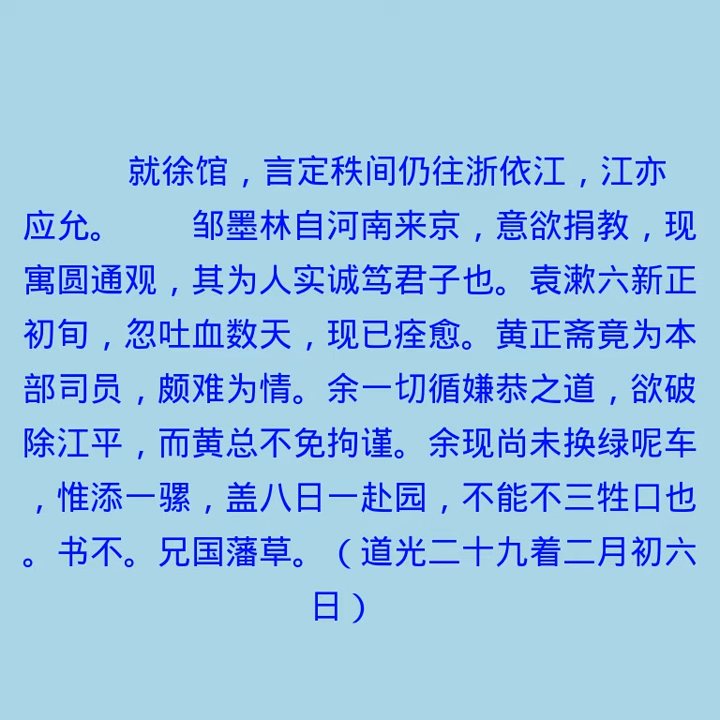 就徐馆，言定秩间仍往浙依江，江亦
应允。 邹墨林自河南来京，意欲捐教，现
寓圆通观，其为人实诚笃君子也。袁漱六新正
初旬，忽吐血数天，现已痊愈。黄正斋竟为本
部司员，颇难为情。余一切循嫌恭之道，欲破
除江平，而黄总不免拘谨。余现尚未换绿呢车
，惟添一骡，盖八日一赴园，不能不三牲口也
。书不。兄国藩草。（道光二十九着二月初六
日）